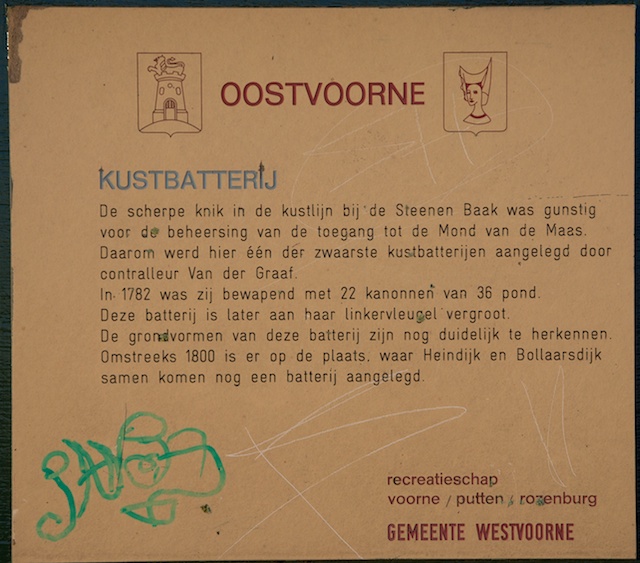 OOSTVOORNE
KUSTBATTERIJ
De scherpe knik in de kustlijn bij de Steenen Baak was gunstig
voor de beheersing van de toegang tot de Mond van de Maas.
Daarom werd hier één der zwaarste kustbatterijen aangelegd door
contralleur Van der Graaf.
In 1782 was zij bewapend met 22 kanonnen van 36 pond.
Deze batterij is later aan haar linkervleugel vergroot.
De grondvormen van deze batterij zijn nog duidelijk te herkennen.
Omstreeks 1800 is er op de plaats, waar Heindijk en Bollaarsdijk
samen komen nog een batterij aangelegd.
recreatieschap
voorne / putten / rozenburg
GEMEENTE WESTVOORNE